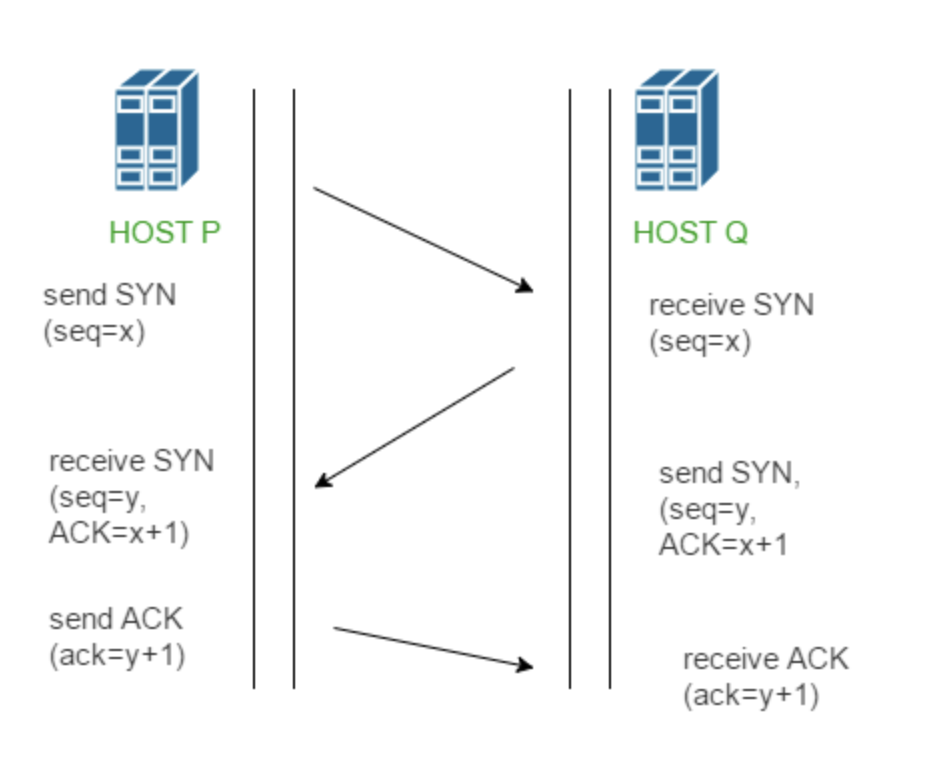 HOST P
HOST Q
send SYN
(seq=x)
receive SYN
(seq=x)
receive SYN
(seq=y,
ACK=x+1)
send SYN,
(seq=y,
ACK=x+1
send ACK
(ack=y+1)
receive ACK
(ack=y+1)